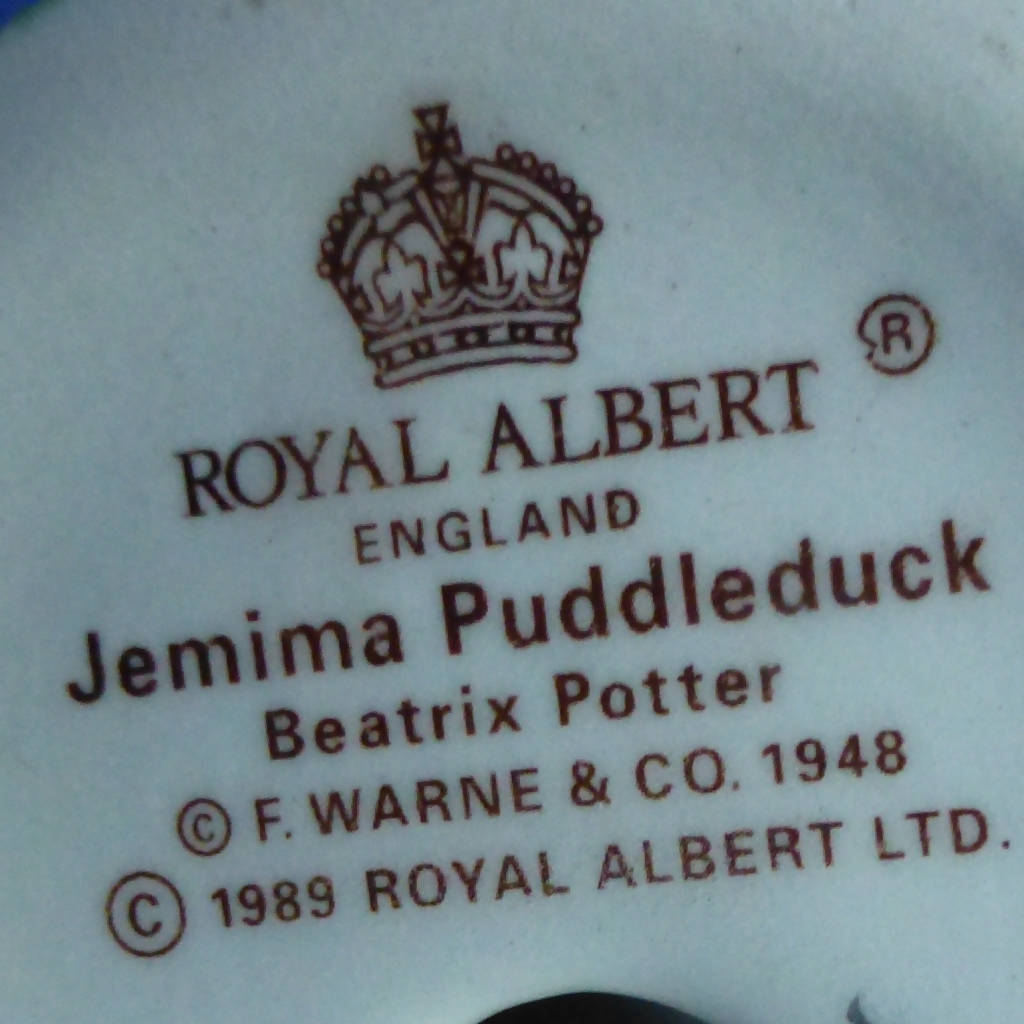 ROYAL ALBERT ®
ENGLAND
Jemima Puddleduck
Beatrix Potter
© F. WARNE & CO. 1948
© 1989 ROYAL ALBERT LTD.